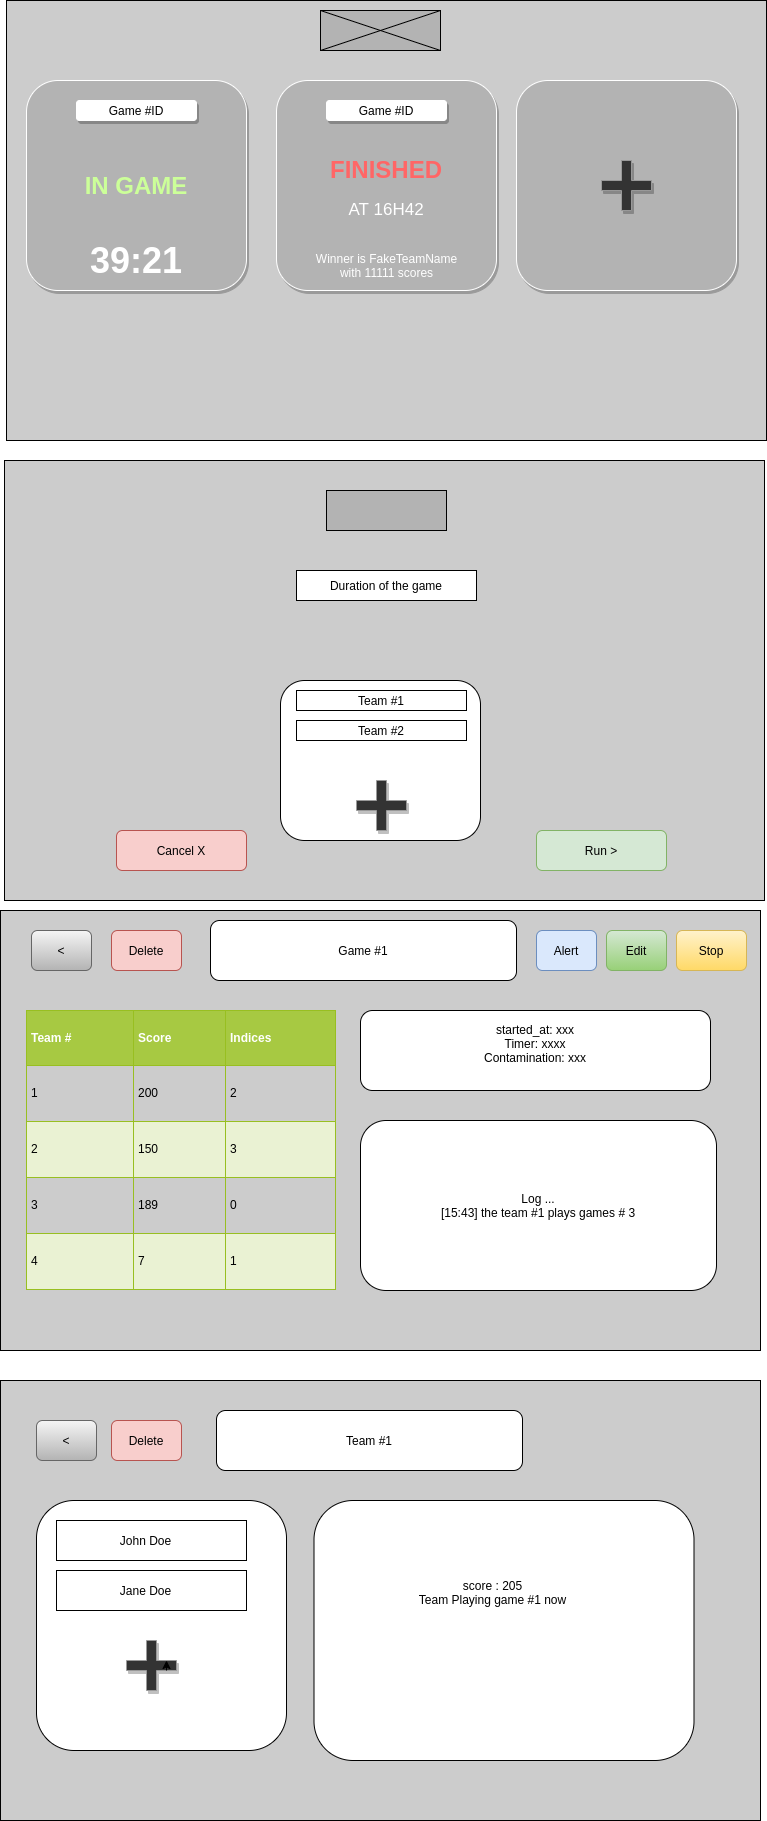 Game #ID
IN GAME
39:21
Game #ID
FINISHED
AT 16H42
Winner is FakeTeamName
with 11111 scores
Duration of the game
Team #1
Team #2
Cancel X
Run >
<
Delete
Game #1
Alert
Edit
Stop
Team # Score Indices
1 200 2
2 150 3
3 189 0
4 7 1
started_at: xxx
Timer: xxxx
Contamination: xxx
Log ...
[15:43] the team #1 plays games # 3
<
Delete
Team #1
John Doe
Jane Doe
score : 205
Team Playing game #1 now